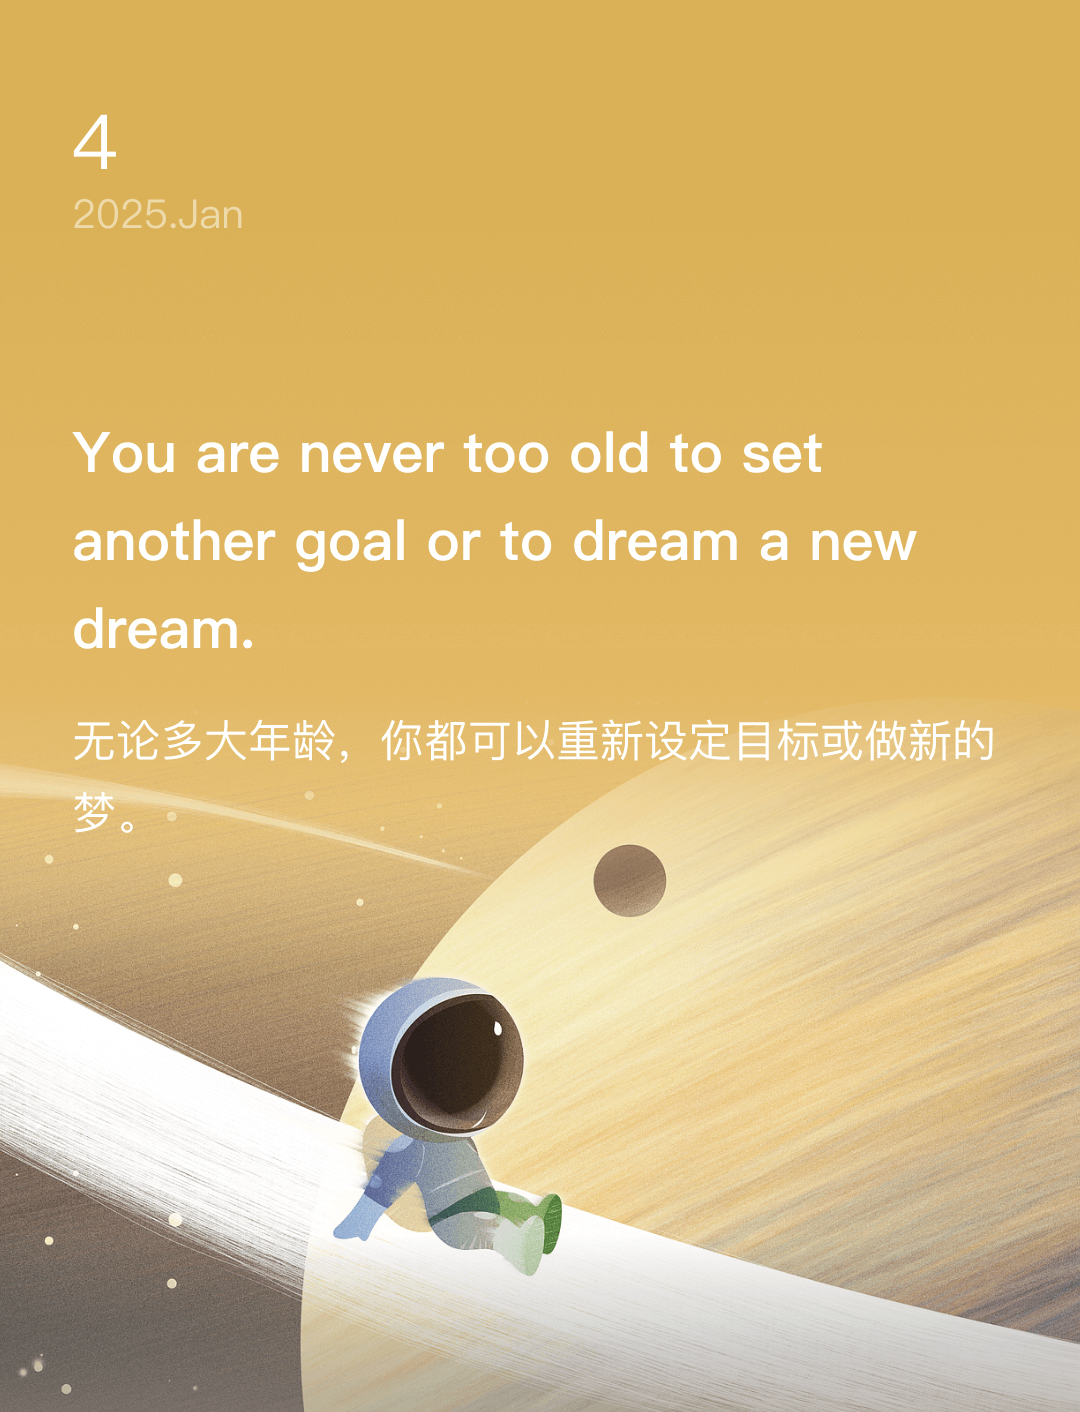 4
2025.Jan
You are never too old to set
another goal or to dream a new
dream.
无论多大年龄，你都可以重新设定目标或做新的
梦。